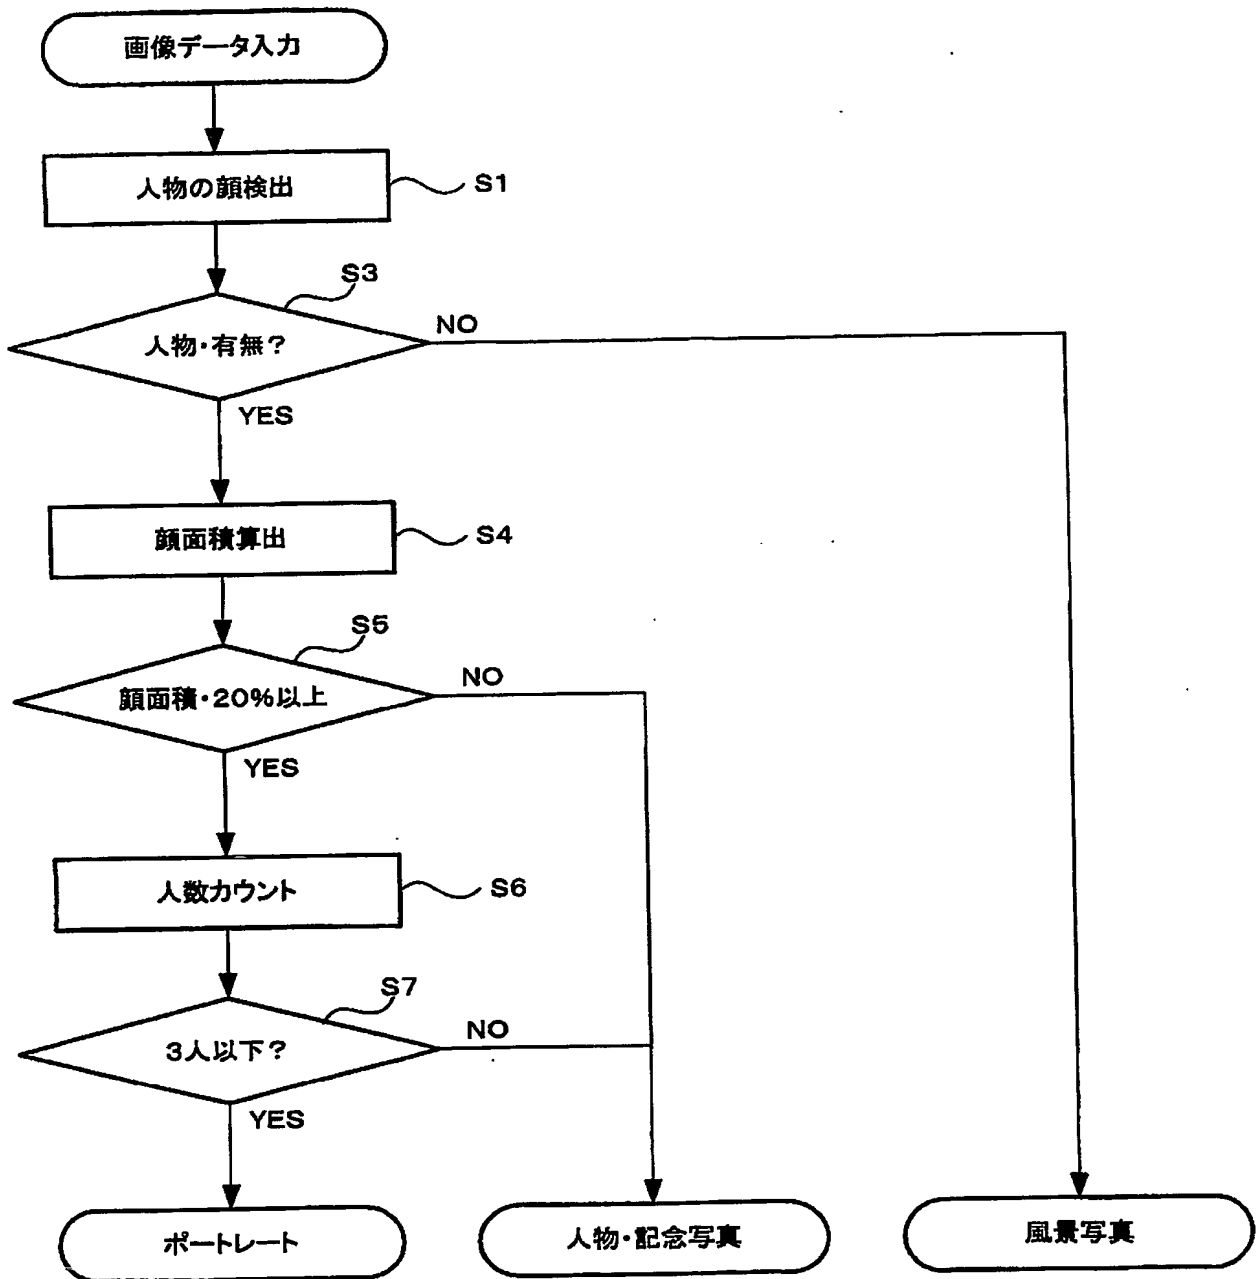 画像データ入力
人物の顔検出
S1
S3
人物・有無？
NO
YES
顔面積算出
S4
S5
顔面積・20%以上
NO
YES
人数カウント
S6
S7
3人以下？
NO
YES
ポートレート
人物・記念写真
風景写真